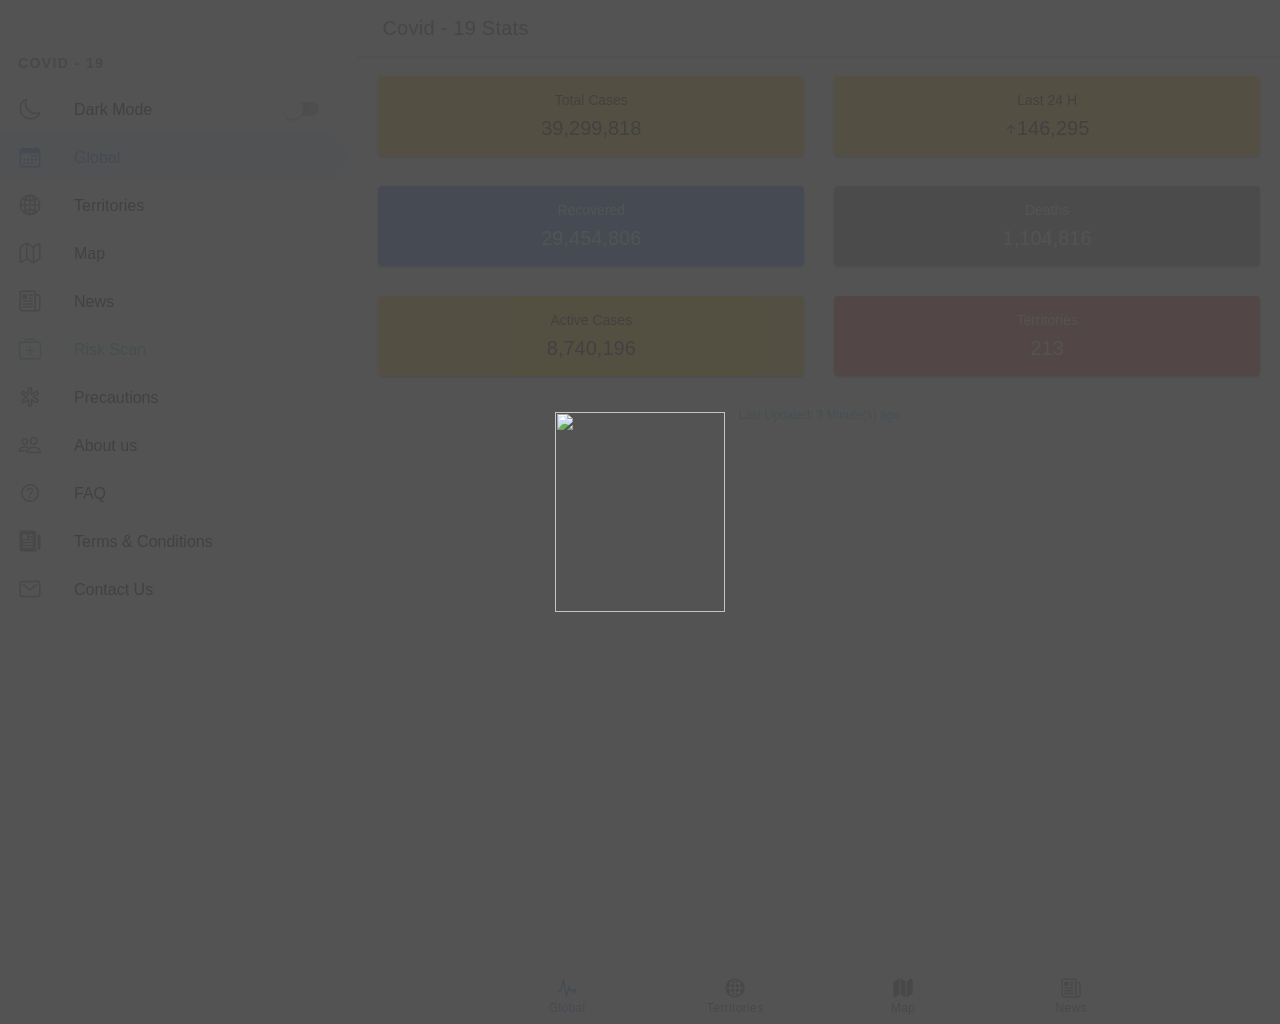 Covid - 19 Stats
COVID - 19
Dark Mode
Global
Territories
Map
News
Risk Scan
Precautions
About us
FAQ
Terms & Conditions
Contact Us
Total Cases
39,299,818
Last 24 H
↑146,295
Recovered
29,454,806
Deaths
1,104,816
Active Cases
8,740,196
Territories
213
Last Updated: Minute(s) ago
Global
Territories
Map
News